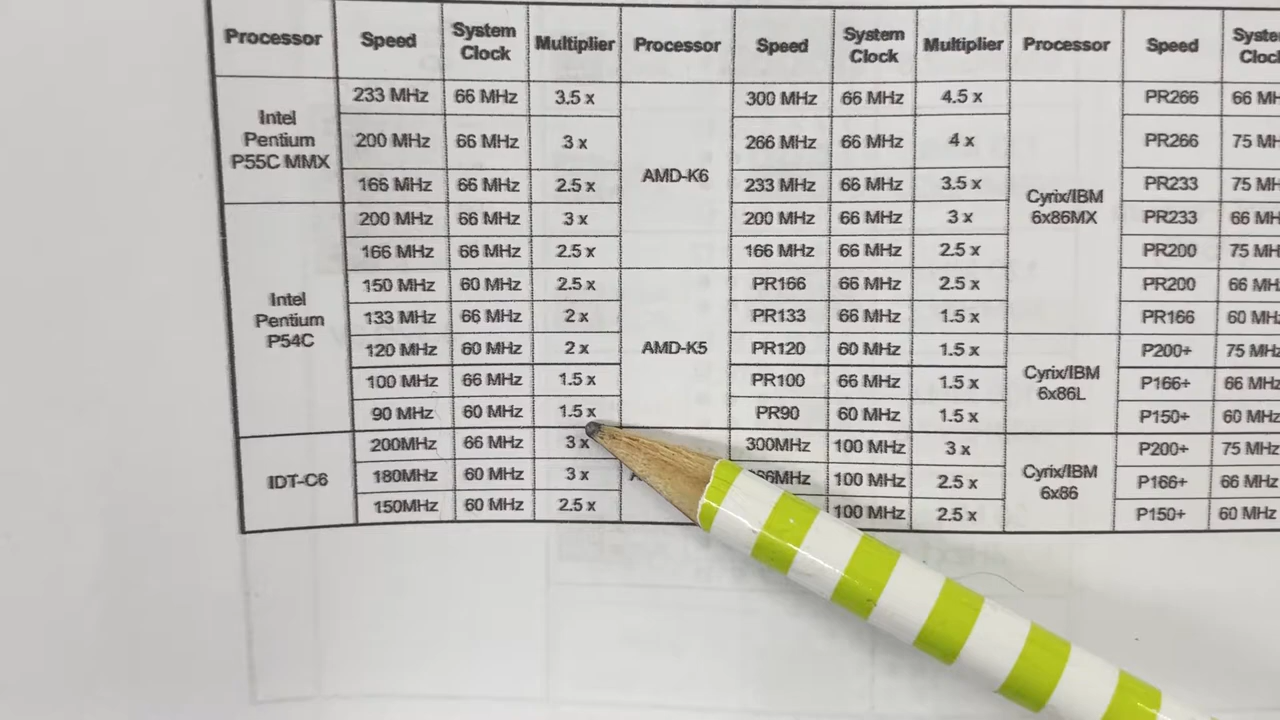 Processor Speed System Clock Multiplier Processor Speed System Clock Multiplier Processor Speed
Intel Pentium P55C MMX 233 MHz 66 MHz 3.5 x AMD-K6 300 MHz 66 MHz 4.5 x Cyrix/IBM 6x86MX PR266
200 MHz 66 MHz 3 x 266 MHz 66 MHz 4 x PR266
166 MHz 66 MHz 2.5 x 233 MHz 66 MHz 3.5 x PR233
Intel Pentium P54C 200 MHz 66 MHz 3 x 200 MHz 66 MHz 3 x PR233 66 MH
166 MHz 66 MHz 2.5 x 166 MHz 66 MHz 2.5 x PR200 75 MH
150 MHz 60 MHz 2.5 x AMD-K5 PR166 66 MHz 2.5 x PR200 66 MH
133 MHz 66 MHz 2 x PR133 66 MHz 1.5 x PR166 60 MH
120 MHz 60 MHz 2 x PR120 60 MHz 1.5 x Cyrix/IBM 6x86L P200+ 75 MHz
100 MHz 66 MHz 1.5 x PR100 66 MHz 1.5 x P166+ 66 MHz
90 MHz 60 MHz 1.5 x PR90 60 MHz 1.5 x P150+ 60 MHz
IDT-C6 200MHz 66 MHz 3 x 300MHz 100 MHz 3 x Cyrix/IBM 6x86 P200+ 75 MHz
180MHz 60 MHz 3 x 100 MHz 2.5 x P166+ 66 MHz
150MHz 60 MHz 2.5 x 100 MHz 2.5 x P150+ 60 MHz